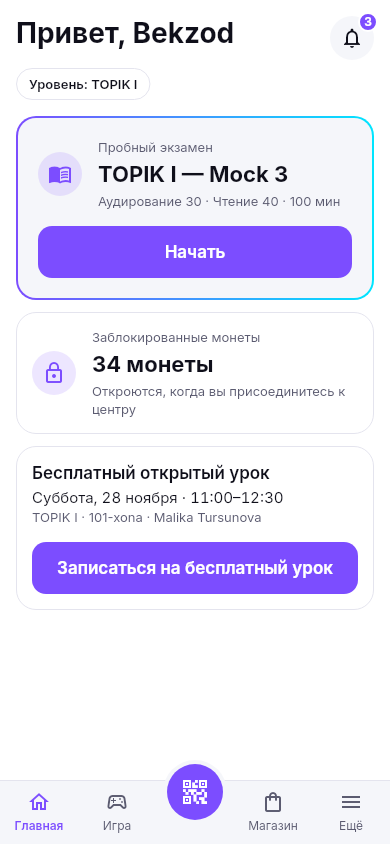 Привет, Bekzod
3
Уровень: TOPIK I
Пробный экзамен
TOPIK I — Mock 3
Аудирование 30 · Чтение 40 · 100 мин
Начать
Заблокированные монеты
34 монеты
Откроются, когда вы присоединитесь к
центру
Бесплатный открытый урок
Суббота, 28 ноября · 11:00–12:30
TOPIK I · 101-xona · Malika Tursunova
Записаться на бесплатный урок
Главная
Игра
Магазин
Ещё